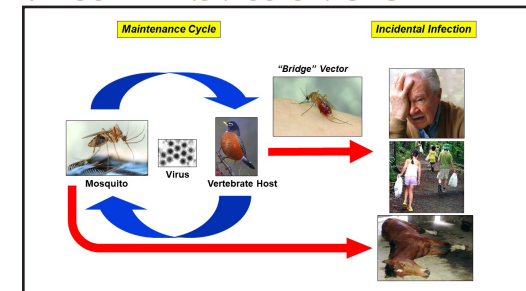 Maintenance Cycle
Incidental Infection
“Bridge” Vector
Virus
Mosquito
Vertebrate Host